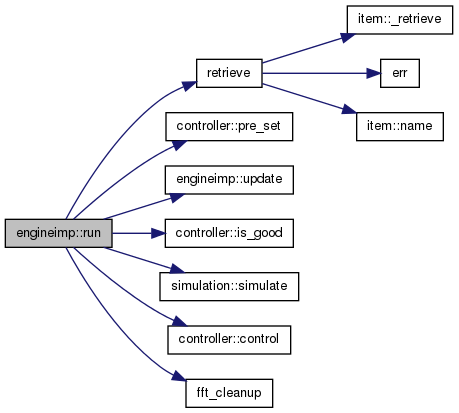 item::_retrieve
retrieve
err
item::name
controller::pre_set
engineimp::update
engineimp::run
controller::is_good
simulation::simulate
controller::control
fft_cleanup